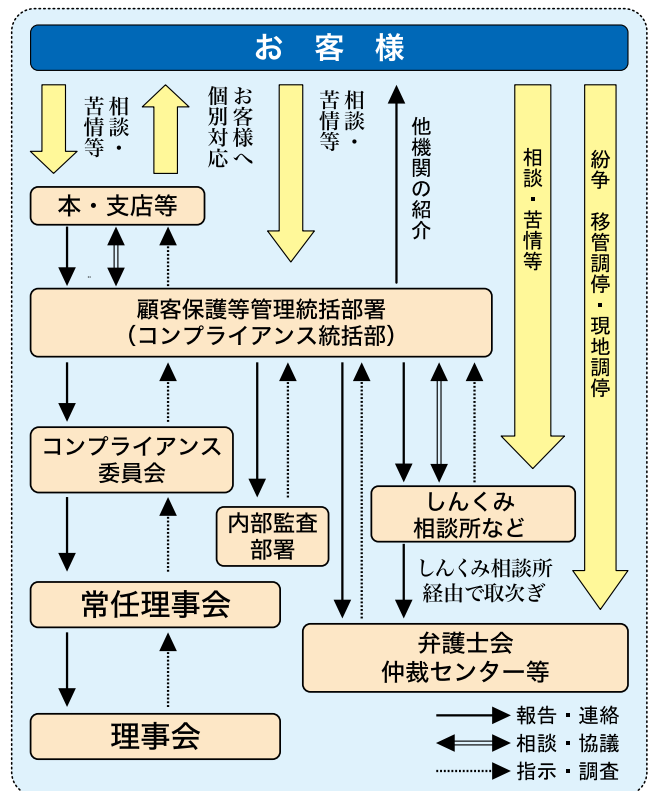 お 客 様
相談・
苦情等
お客様へ
個別対応
相談・
苦情等
他機関の紹介
相談・苦情等
紛争 移管調停・現地調停
本・支店等
顧客保護等管理統括部署
（コンプライアンス統括部）
コンプライアンス
委員会
内部監査
部署
しんくみ
相談所など
しんくみ相談所
経由で取次ぎ
常任理事会
弁護士会
仲裁センター等
理事会
報告・連絡
相談・協議
指示・調査